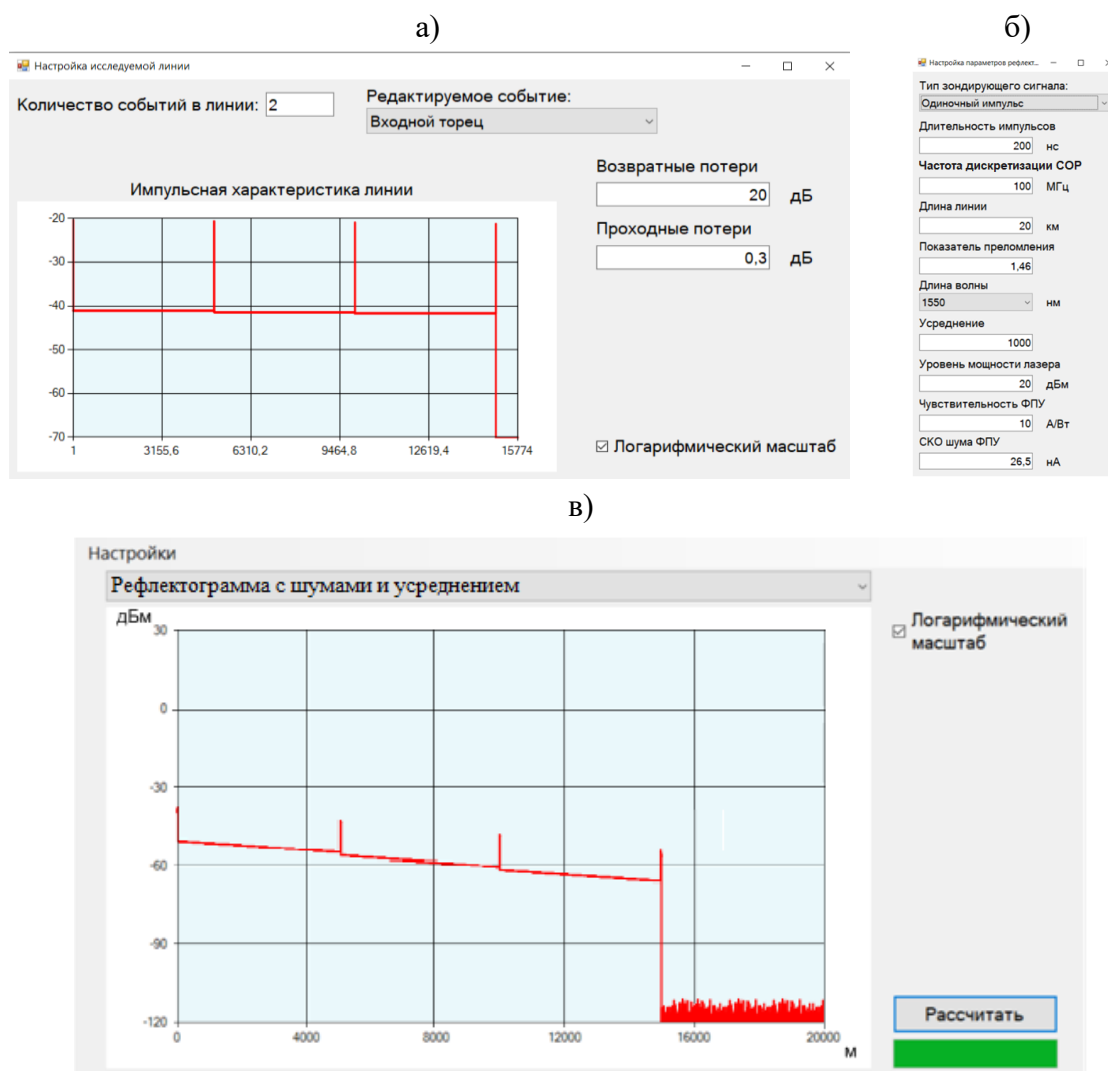 а)
Настройка исследуемой линии
Количество событий в линии: 2
Редактируемое событие:
Входной торец
Импульсная характеристика линии
-20
-30
-40
-50
-60
-70
1 3155,6 6310,2 9464,8 12619,4 15774
Возвратные потери
20 дБ
Проходные потери
0,3 дБ
Логарифмический масштаб
б)
Настройка параметров рефлект...
Тип зондирующего сигнала:
Одиночный импульс
Длительность импульсов
200 нс
Частота дискретизации СОР
100 МГц
Длина линии
20 км
Показатель преломления
1,46
Длина волны
1550 нм
Усреднение
1000
Уровень мощности лазера
20 дБм
Чувствительность ФПУ
10 А/Вт
СКО шума ФПУ
26,5 нА
в)
Настройки
Рефлектограмма с шумами и усреднением
дБм
30
0
-30
-60
-90
-120
0 4000 8000 12000 16000 20000
м
Логарифмический
масштаб
Рассчитать